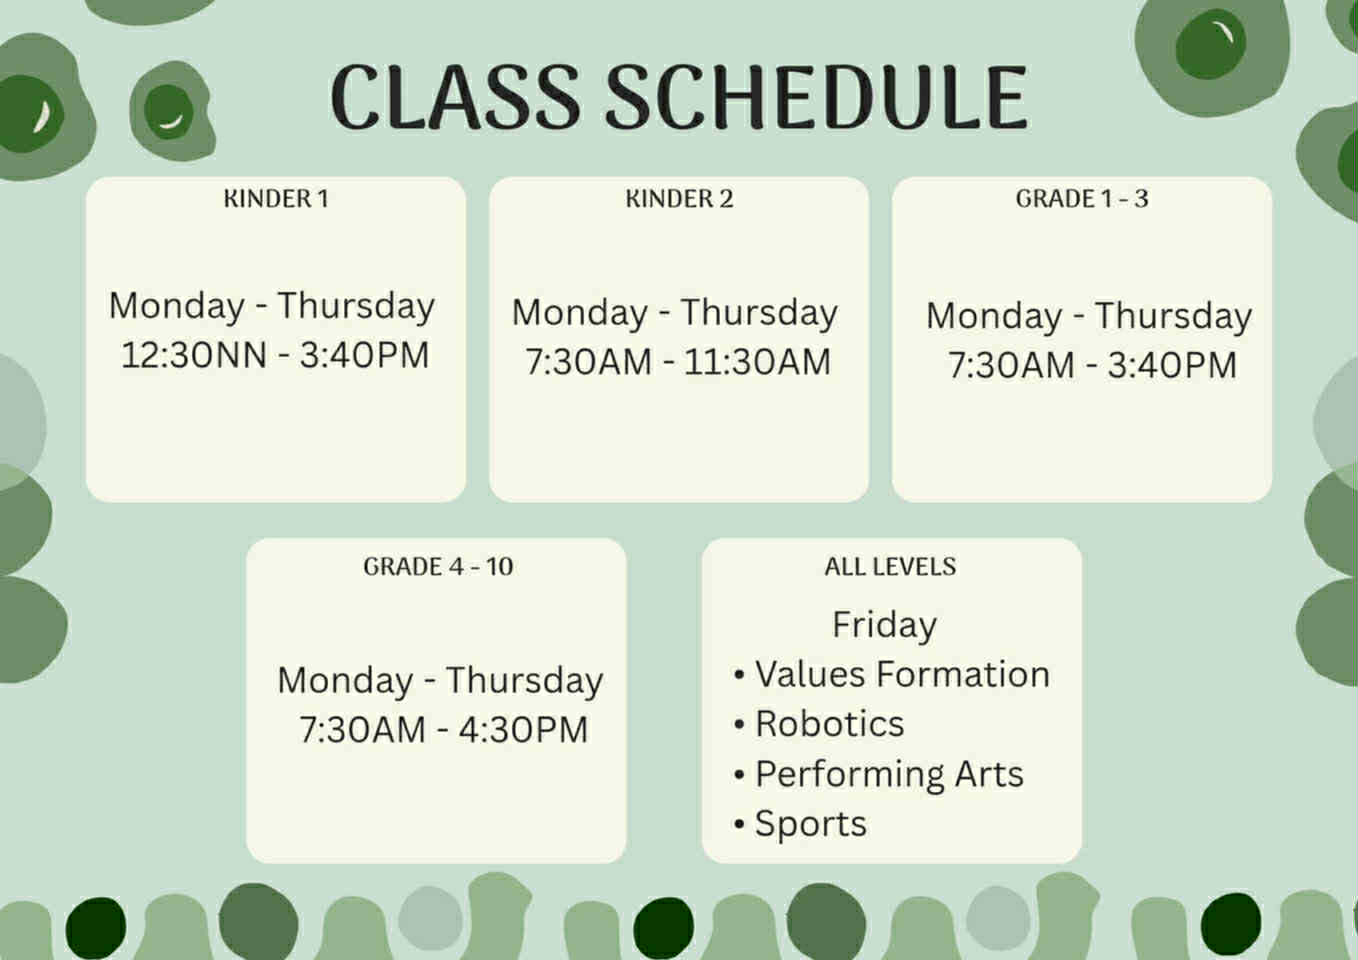 CLASS SCHEDULE
KINDER 1
Monday - Thursday
12:30NN - 3:40PM
KINDER 2
Monday - Thursday
7:30AM - 11:30AM
GRADE 1 - 3
Monday - Thursday
7:30AM - 3:40PM
GRADE 4 - 10
Monday - Thursday
7:30AM - 4:30PM
ALL LEVELS
Friday
• Values Formation
• Robotics
• Performing Arts
• Sports